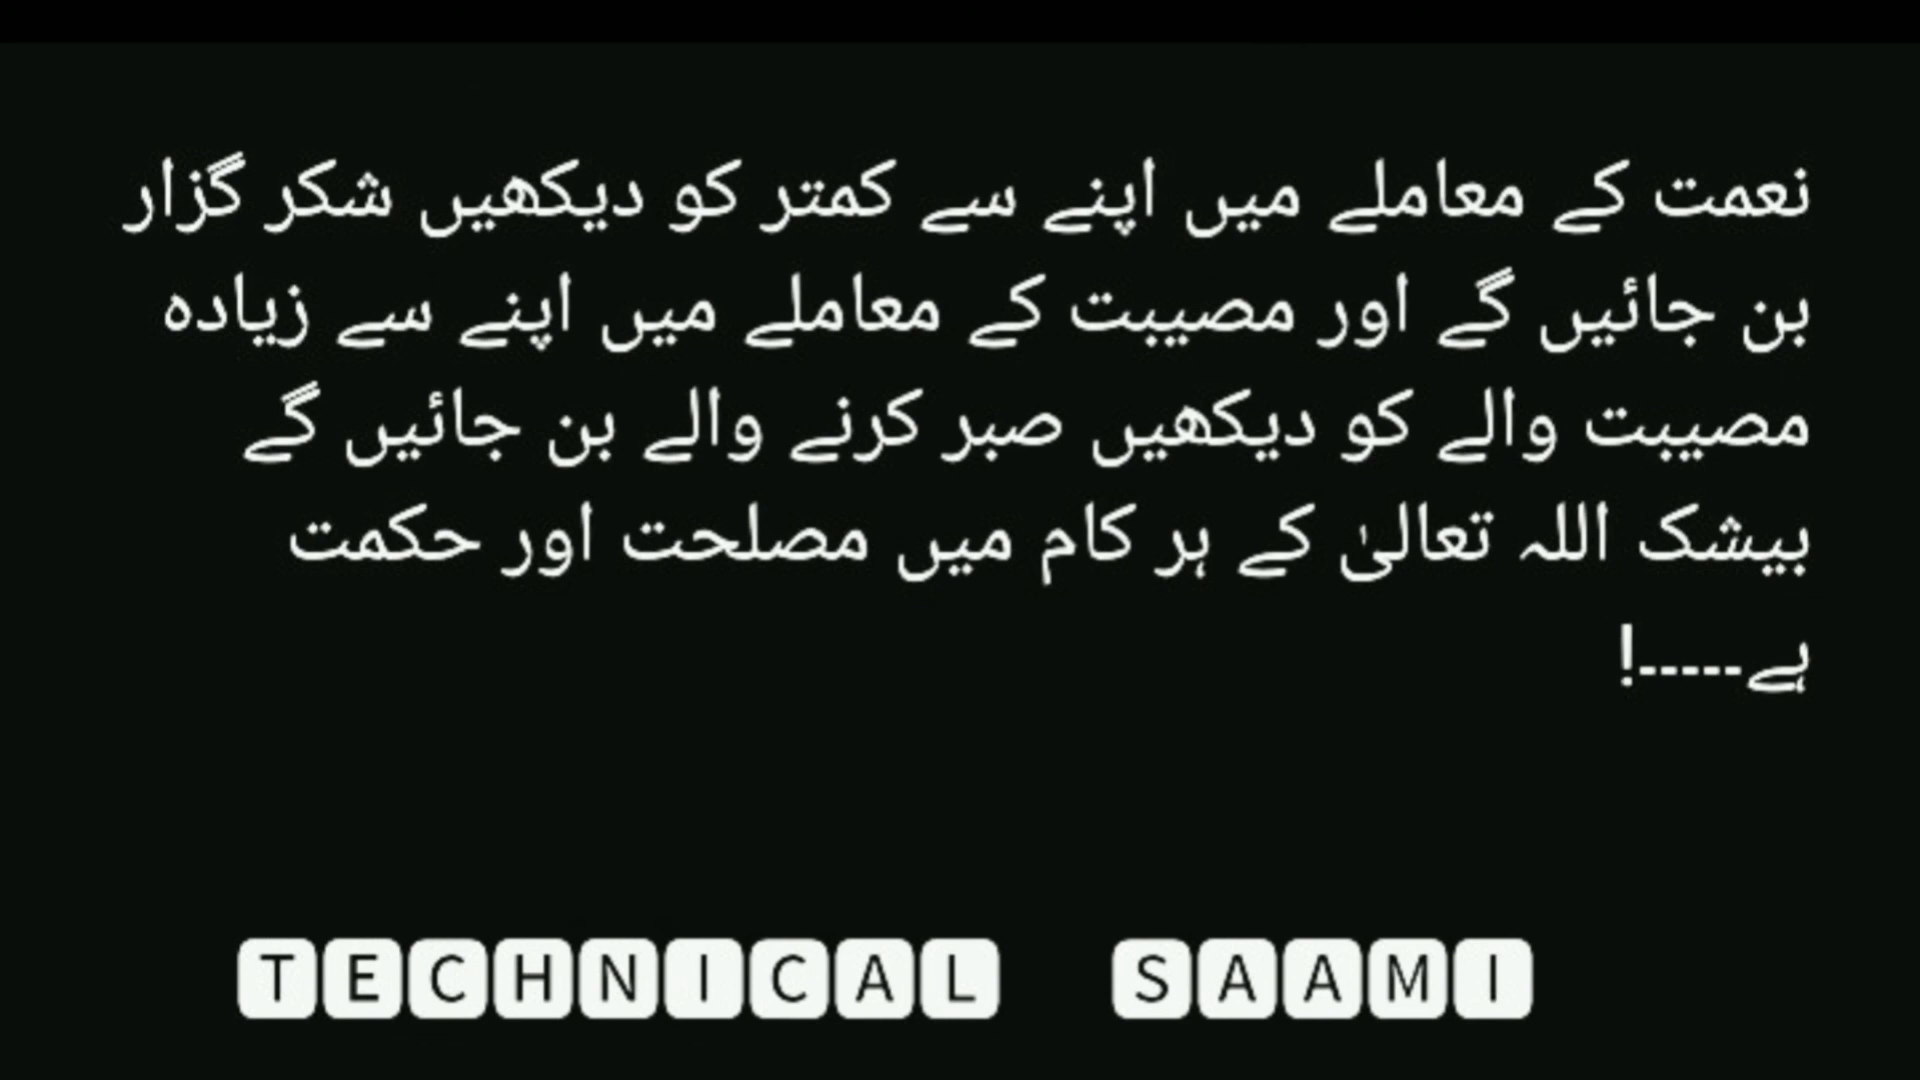 نعمت کے معاملے میں اپنے سے کمتر کو دیکھیں شکر گزار
بن جائیں گے اور مصیبت کے معاملے میں اپنے سے زیادہ
مصیبت والے کو دیکھیں صبر کرنے والے بن جائیں گے
بیشک اللہ تعالیٰ کے ہر کام میں مصلحت اور حکمت
ہے-----!
TECHNICAL SAAMI